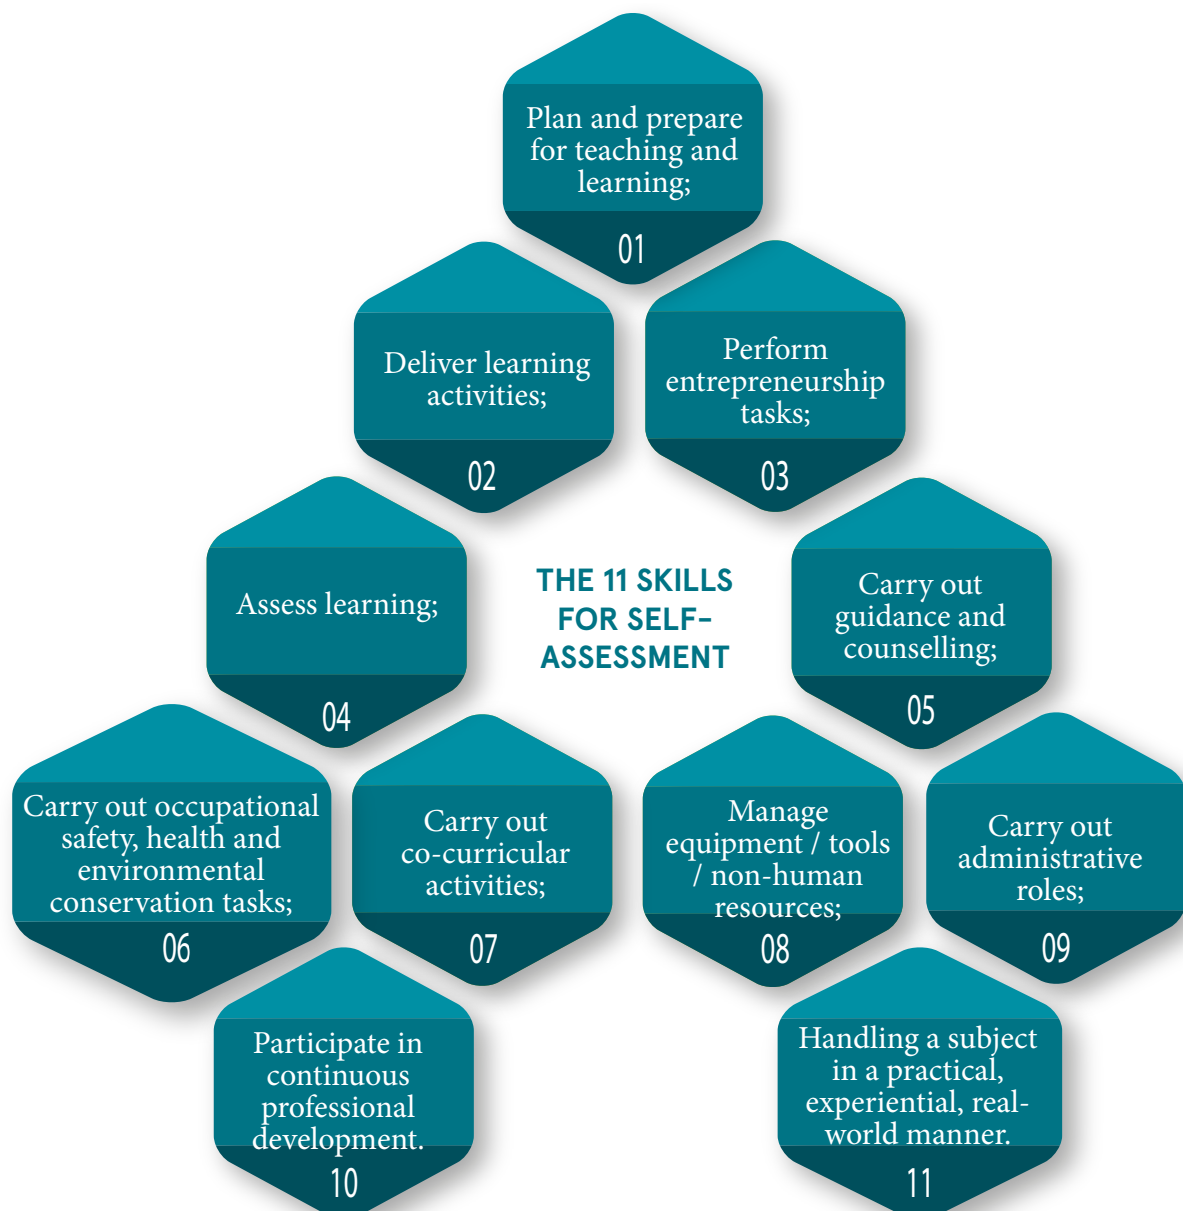 Plan and prepare
for teaching and
learning;
01
Deliver learning
activities;
02
Perform
entrepreneurship
tasks;
03
THE 11 SKILLS
FOR SELF-
ASSESSMENT
Assess learning;
04
Carry out
guidance and
counselling;
05
Carry out occupational
safety, health and
environmental
conservation tasks;
06
Carry out
co-curricular
activities;
07
Manage
equipment / tools
/ non-human
resources;
08
Carry out
administrative
roles;
09
Participate in
continuous
professional
development.
10
Handling a subject
in a practical,
experiential, real-
world manner.
11